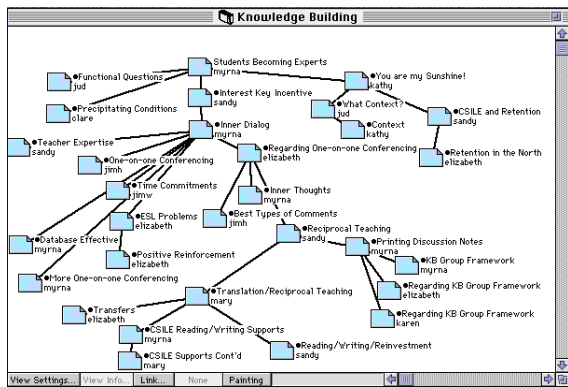 Knowledge Building
Students Becoming Experts
myrna
●Functional Questions
jud
●You are my Sunshine!
kathy
●Interest Key Incentive
sandy
●Precipitating Conditions
clare
●What Context?
jud
●CSILE and Retention
sandy
●Inner Dialog
myrna
●Context
kathy
●Teacher Expertise
sandy
●Regarding One-on-one Conferencing
elizabeth
●Retention in the North
elizabeth
●One-on-one Conferencing
jimh
●Time Commitments
jimw
●Inner Thoughts
myrna
●ESL Problems
elizabeth
●Best Types of Comments
jimh
●Reciprocal Teaching
sandy
●Database Effective
myrna
●Printing Discussion Notes
myrna
●Positive Reinforcement
elizabeth
●KB Group Framework
myrna
●More One-on-one Conferencing
myrna
●Regarding KB Group Framework
elizabeth
●Translation/Reciprocal Teaching
mary
●Transfers
elizabeth
●Regarding KB Group Framework
karen
●CSILE Reading/Writing Supports
myrna
●Reading/Writing/Reinvestment
sandy
●CSILE Supports Cont'd
mary
View Settings... View Info... Link... None Painting